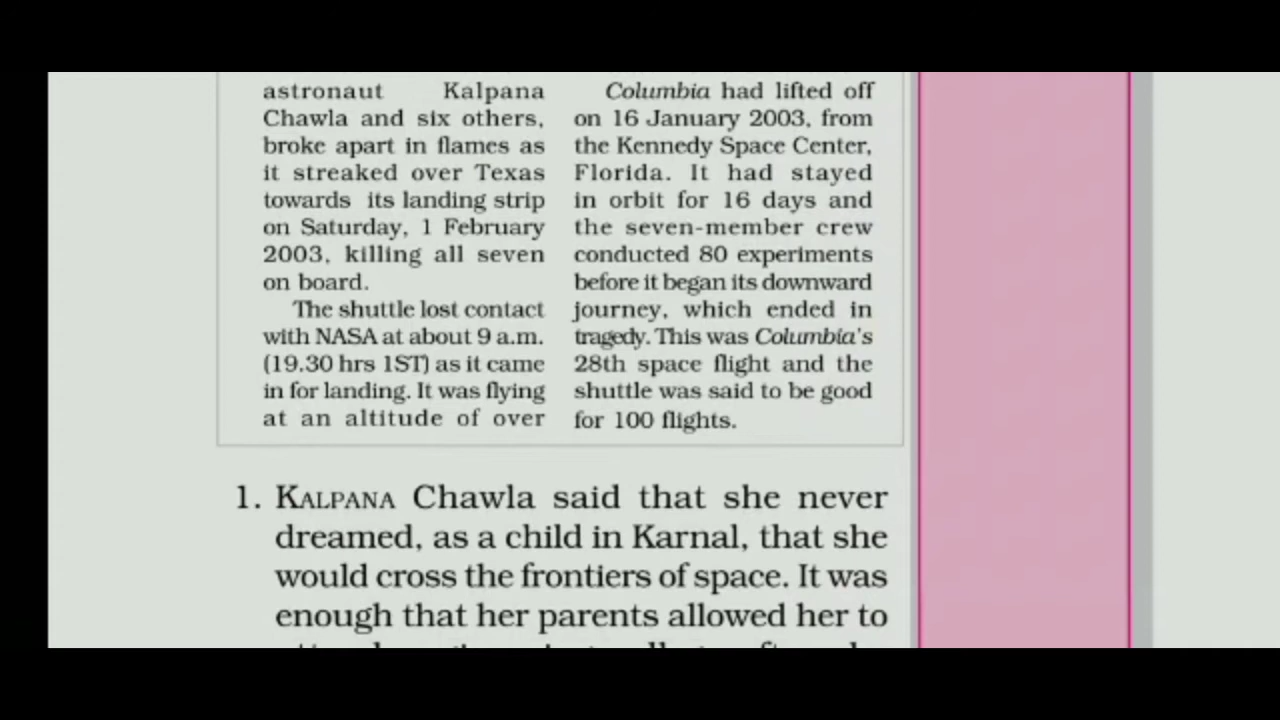 astronaut Kalpana
Chawla and six others,
broke apart in flames as
it streaked over Texas
towards its landing strip
on Saturday, 1 February
2003, killing all seven
on board.
The shuttle lost contact
with NASA at about 9 a.m.
(19.30 hrs 1ST) as it came
in for landing. It was flying
at an altitude of over
Columbia had lifted off
on 16 January 2003, from
the Kennedy Space Center,
Florida. It had stayed
in orbit for 16 days and
the seven-member crew
conducted 80 experiments
before it began its downward
journey, which ended in
tragedy. This was Columbia's
28th space flight and the
shuttle was said to be good
for 100 flights.
1. KALPANA Chawla said that she never
dreamed, as a child in Karnal, that she
would cross the frontiers of space. It was
enough that her parents allowed her to